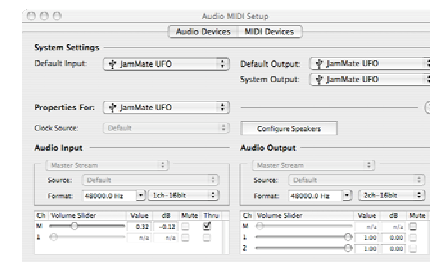 Audio MIDI Setup
Audio Devices MIDI Devices
System Settings
Default Input: JamMate UFO Default Output: JamMate UFO
System Output: JamMate UFO
Properties For: JamMate UFO
Clock Source: Default Configure Speakers
Audio Input Audio Output
Master Stream Master Stream
Source: Default Source: Default
Format: 48000.0 Hz 1ch-16bit Format: 48000.0 Hz 2ch-16bit
Ch Volume Slider Value dB Mute Thru Ch Volume Slider Value dB Mute
M 0.32 -0.12 M n/a n/a
1 n/a n/a 1 1.00 0.00
2 1.00 0.00